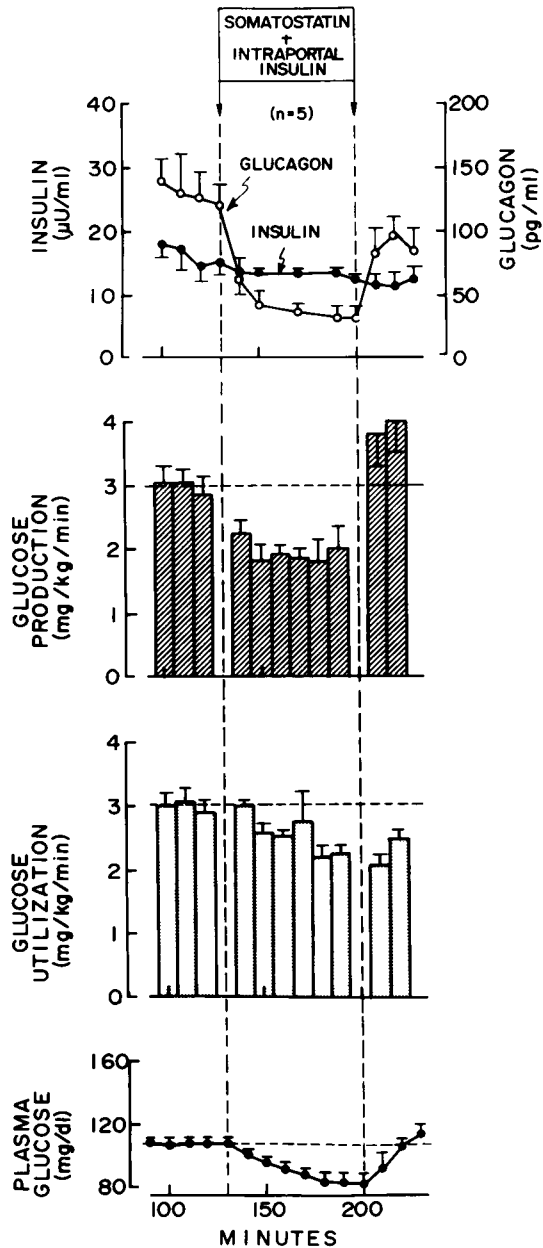 SOMATOSTATIN
+
INTRAPORTAL
INSULIN
(n=5)
40
30
20
10
0
INSULIN
(μU/ml)
GLUCAGON
INSULIN
200
150
100
50
0
GLUCAGON
(pg/ml)
4
3
2
1
0
GLUCOSE
PRODUCTION
(mg/kg/min)
4
3
2
1
0
GLUCOSE
UTILIZATION
(mg/kg/min)
160
120
80
PLASMA
GLUCOSE
(mg/dl)
100
150
200
MINUTES